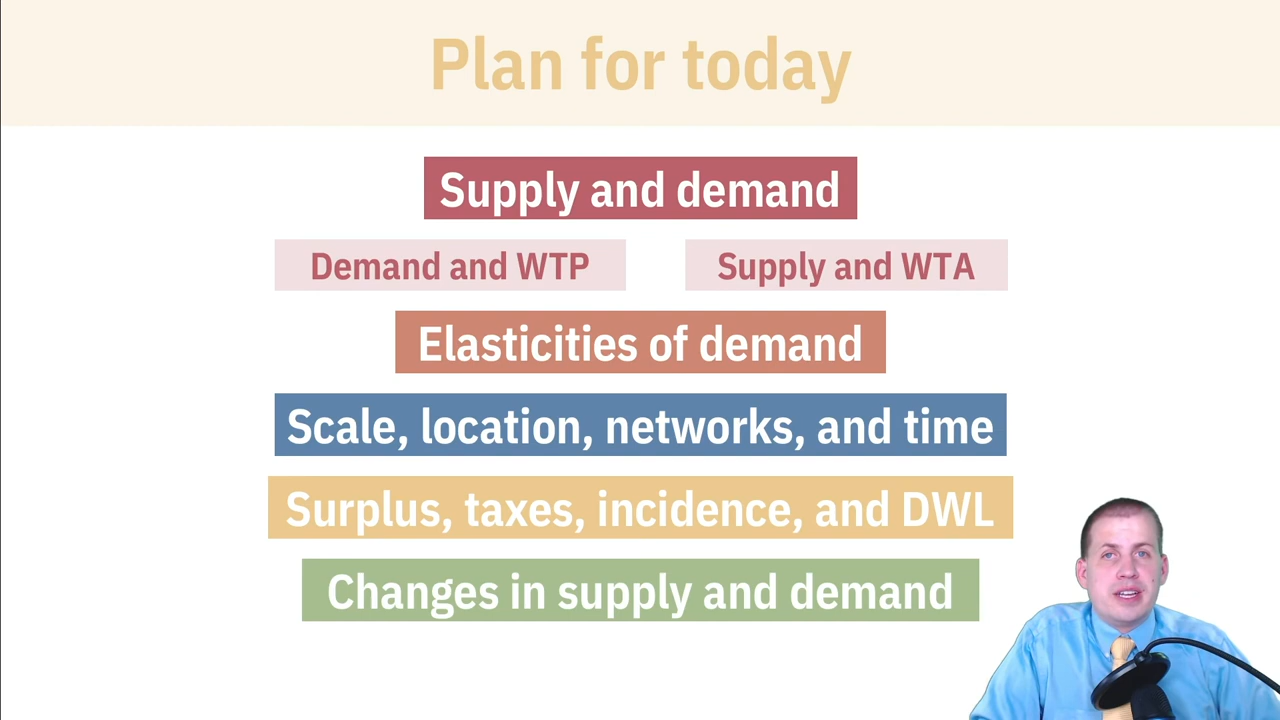 Plan for today
Supply and demand
Demand and WTP
Supply and WTA
Elasticities of demand
Scale, location, networks, and time
Surplus, taxes, incidence, and DWL
Changes in supply and demand